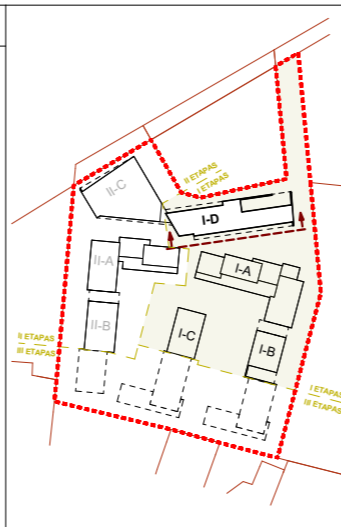 II ETAPAS
I ETAPAS
II-C
I-D
II-A
I-A
II-B
I-C
I-B
II ETAPAS
III ETAPAS
I ETAPAS
III ETAPAS